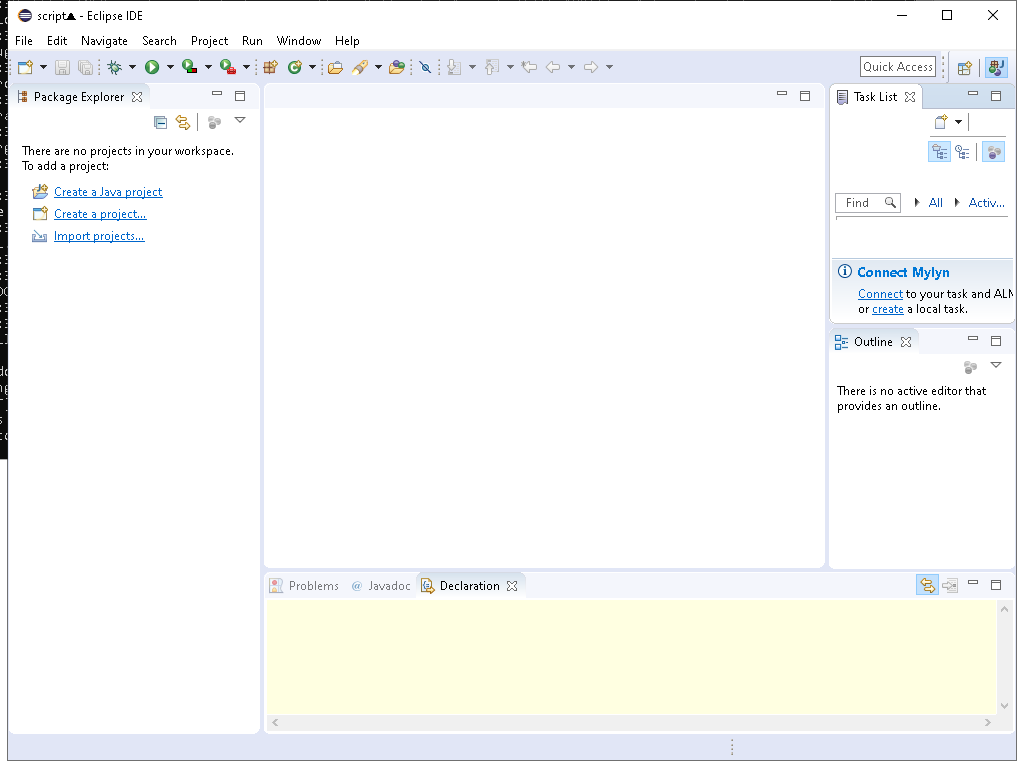 script▲ - Eclipse IDE
File Edit Navigate Search Project Run Window Help
Quick Access
Package Explorer
There are no projects in your workspace.
To add a project:
Create a Java project
Create a project...
Import projects...
Task List
Find All Activ...
Connect Mylyn
Connect to your task and ALM
or create a local task.
Outline
There is no active editor that
provides an outline.
Problems @ Javadoc Declaration